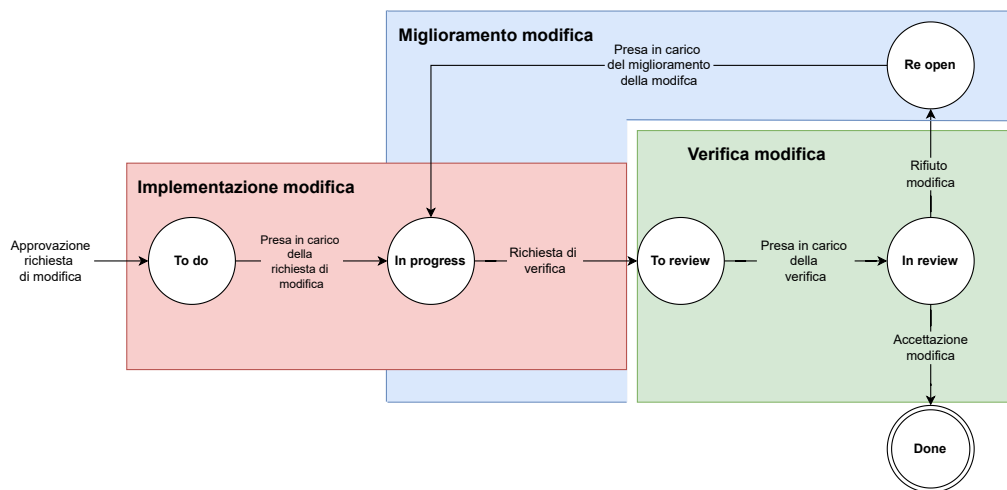 Miglioramento modifica
Presa in carico
del miglioramento
della modifca
Re open
Implementazione modifica
Verifica modifica
Rifiuto
modifica
Approvazione
richiesta
di modifica
To do
Presa in carico
della
richiesta di
modifica
In progress
Richiesta di
verifica
To review
Presa in carico
della
verifica
In review
Accettazione
modifica
Done